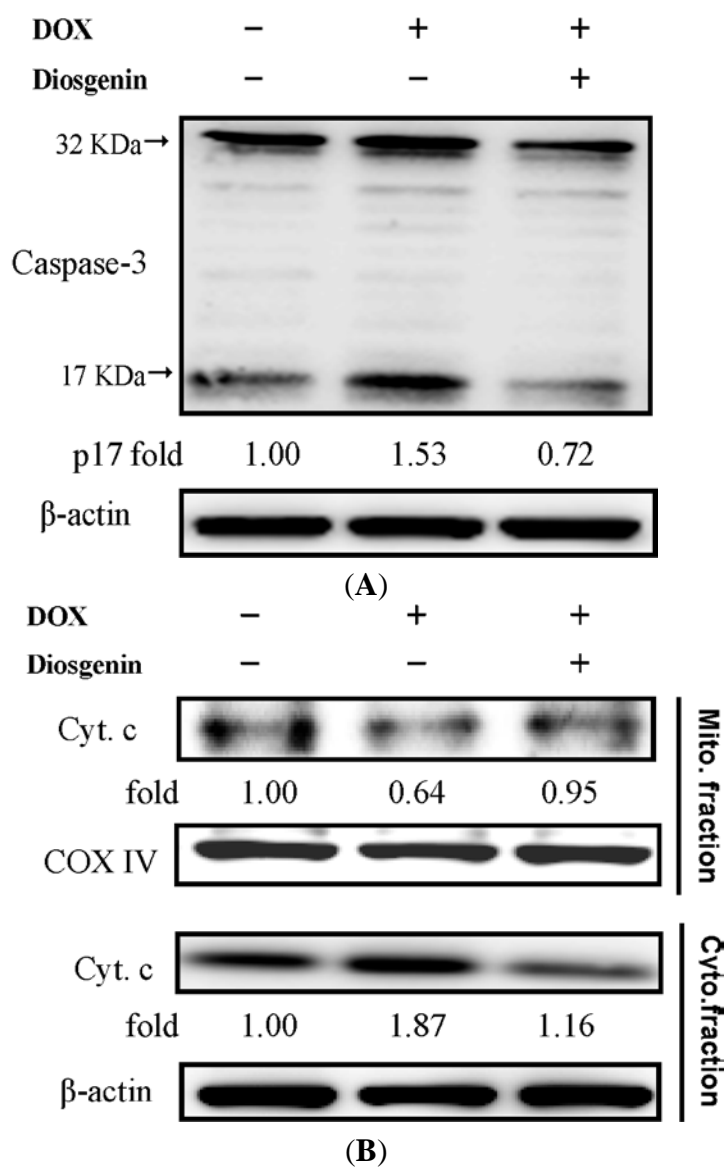 DOX − + +
Diosgenin − − +
32 KDa→
Caspase-3
17 KDa→
p17 fold 1.00 1.53 0.72
β-actin
(A)
DOX − + +
Diosgenin − − +
Cyt. c
fold 1.00 0.64 0.95
COX IV
Mito. fraction
Cyt. c
fold 1.00 1.87 1.16
β-actin
Cyto.fraction
(B)